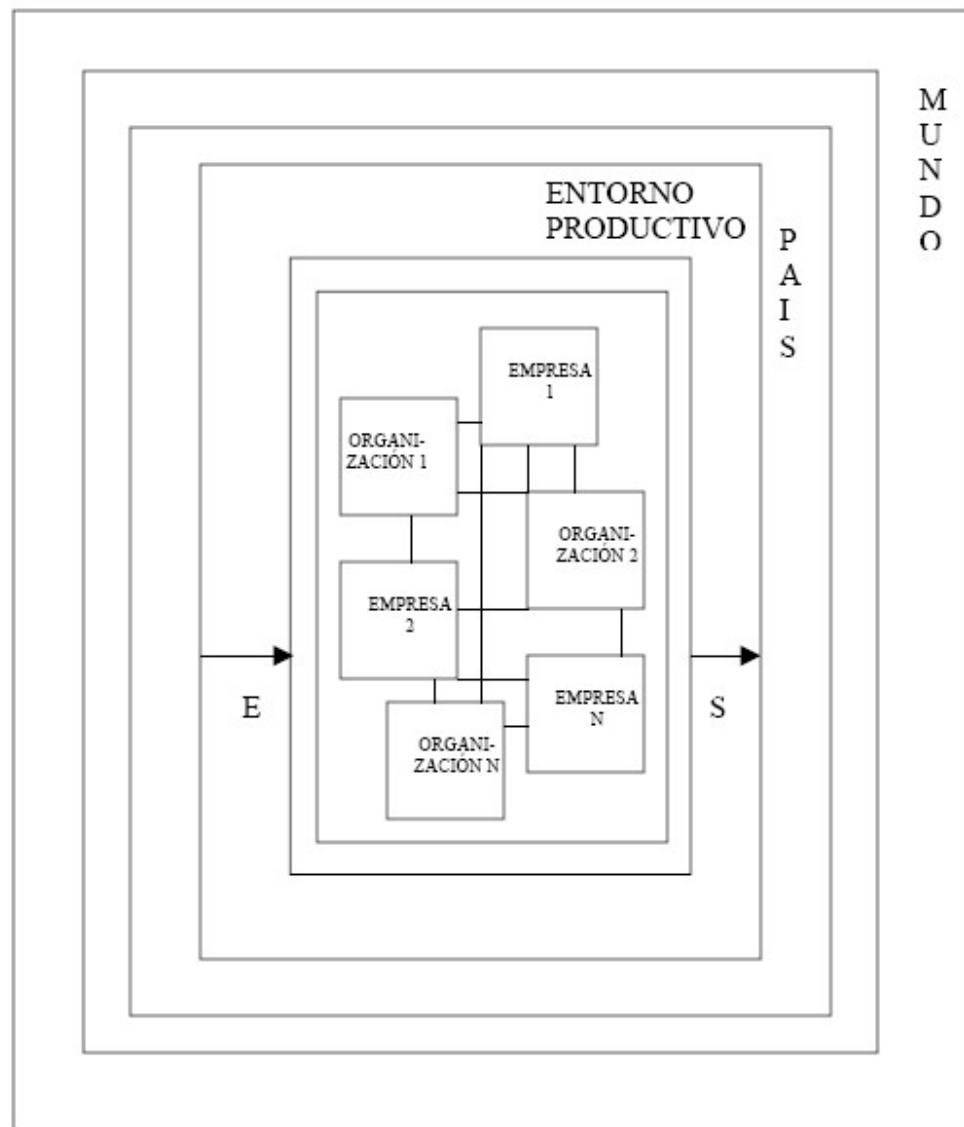 M
U
N
D
O
ENTORNO
PRODUCTIVO
P
A
I
S
EMPRESA
1
ORGANI-
ZACIÓN 1
ORGANI-
ZACIÓN 2
EMPRESA
2
E
S
EMPRESA
N
ORGANI-
ZACIÓN N